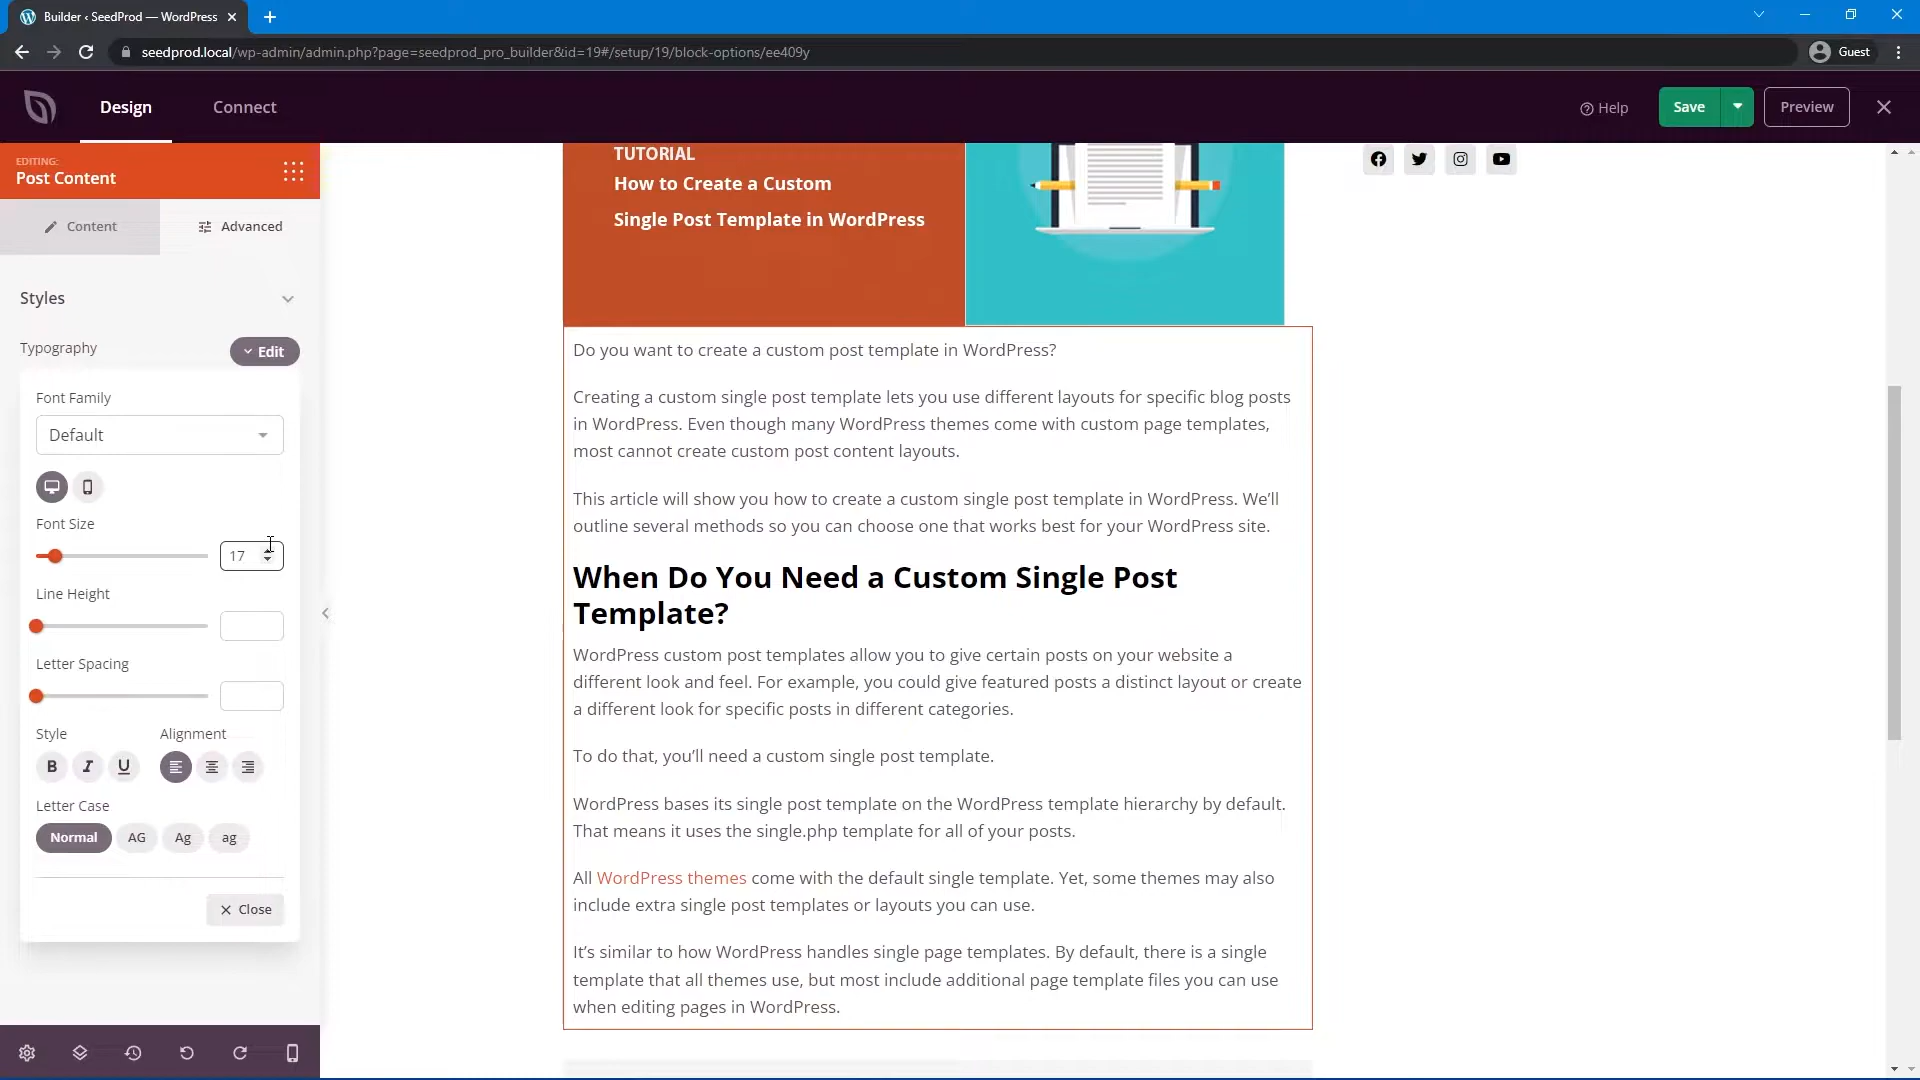 Builder ‹ SeedProd — WordPress
seedprod.local/wp-admin/admin.php?page=seedprod_pro_builder&id=19#/setup/19/block-options/ee409y
Guest
Design
Connect
Help
Save
Preview
EDITING:
Post Content
Content
Advanced
Styles
Typography
Edit
Font Family
Default
Font Size
17
Line Height
Letter Spacing
Style
Alignment
B
I
U
Letter Case
Normal
AG
Ag
ag
Close
TUTORIAL
How to Create a Custom
Single Post Template in WordPress
Do you want to create a custom post template in WordPress?
Creating a custom single post template lets you use different layouts for specific blog posts
in WordPress. Even though many WordPress themes come with custom page templates,
most cannot create custom post content layouts.
This article will show you how to create a custom single post template in WordPress. We’ll
outline several methods so you can choose one that works best for your WordPress site.
When Do You Need a Custom Single Post
Template?
WordPress custom post templates allow you to give certain posts on your website a
different look and feel. For example, you could give featured posts a distinct layout or create
a different look for specific posts in different categories.
To do that, you’ll need a custom single post template.
WordPress bases its single post template on the WordPress template hierarchy by default.
That means it uses the single.php template for all of your posts.
All WordPress themes come with the default single template. Yet, some themes may also
include extra single post templates or layouts you can use.
It’s similar to how WordPress handles single page templates. By default, there is a single
template that all themes use, but most include additional page template files you can use
when editing pages in WordPress.